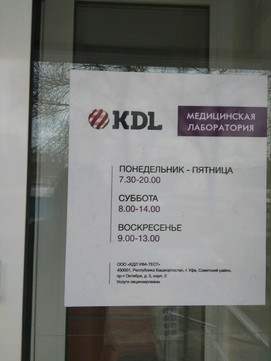 KDL
МЕДИЦИНСКАЯ
ЛАБОРАТОРИЯ
ПОНЕДЕЛЬНИК - ПЯТНИЦА
7.30-20.00
СУББОТА
8.00-14.00
ВОСКРЕСЕНЬЕ
9.00-13.00
ООО «КДЛ УФА-ТЕСТ»
450001, Республика Башкортостан, г. Уфа, Советский район,
пр-т Октября, д. 3, корп. 2
Услуги лицензированы